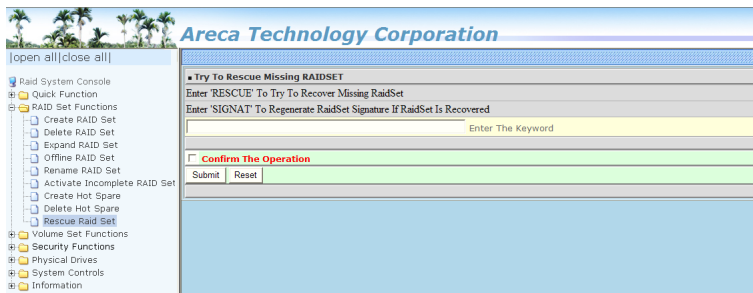 Areca Technology Corporation
|open all|close all|
Raid System Console
Quick Function
RAID Set Functions
Create RAID Set
Delete RAID Set
Expand RAID Set
Offline RAID Set
Rename RAID Set
Activate Incomplete RAID Set
Create Hot Spare
Delete Hot Spare
Rescue Raid Set
Volume Set Functions
Security Functions
Physical Drives
System Controls
Information
Try To Rescue Missing RAIDSET
Enter 'RESCUE' To Try To Recover Missing RaidSet
Enter 'SIGNAT' To Regenerate RaidSet Signature If RaidSet Is Recovered
Enter The Keyword
Confirm The Operation
Submit Reset